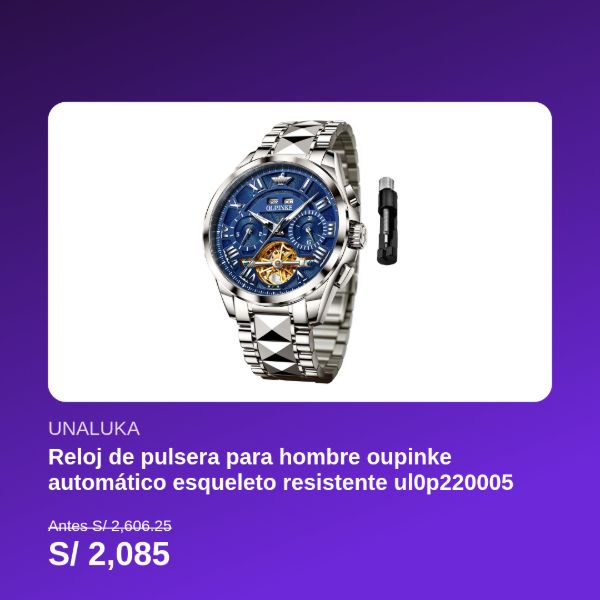 OUPINKE
UNALUKA
Reloj de pulsera para hombre oupinke
automático esqueleto resistente ul0p220005
Antes S/ 2,606.25
S/ 2,085